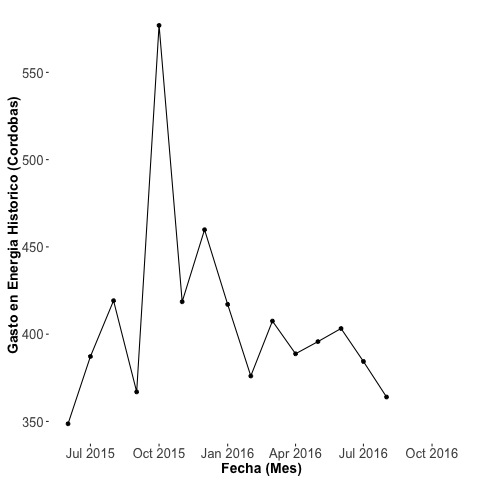 Gasto en Energia Historico (Cordobas)
550
500
450
400
350
Jul 2015 Oct 2015 Jan 2016 Apr 2016 Jul 2016 Oct 2016
Fecha (Mes)